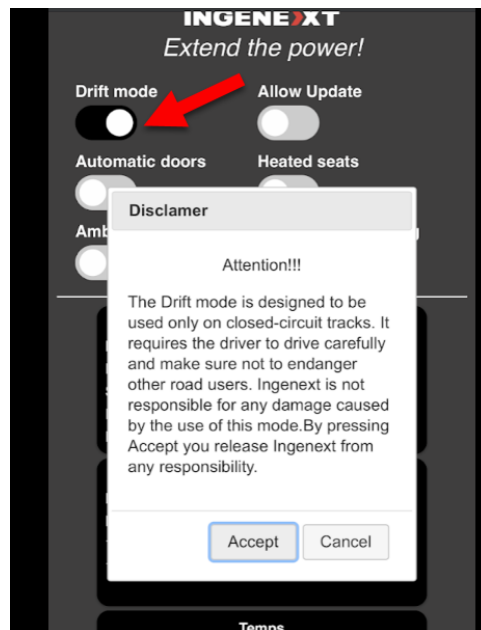 INGENEXT
Extend the power!
Drift mode Allow Update
Automatic doors Heated seats
Disclamer
Attention!!!
The Drift mode is designed to be
used only on closed-circuit tracks. It
requires the driver to drive carefully
and make sure not to endanger
other road users. Ingenext is not
responsible for any damage caused
by the use of this mode.By pressing
Accept you release Ingenext from
any responsibility.
Accept Cancel
Temps